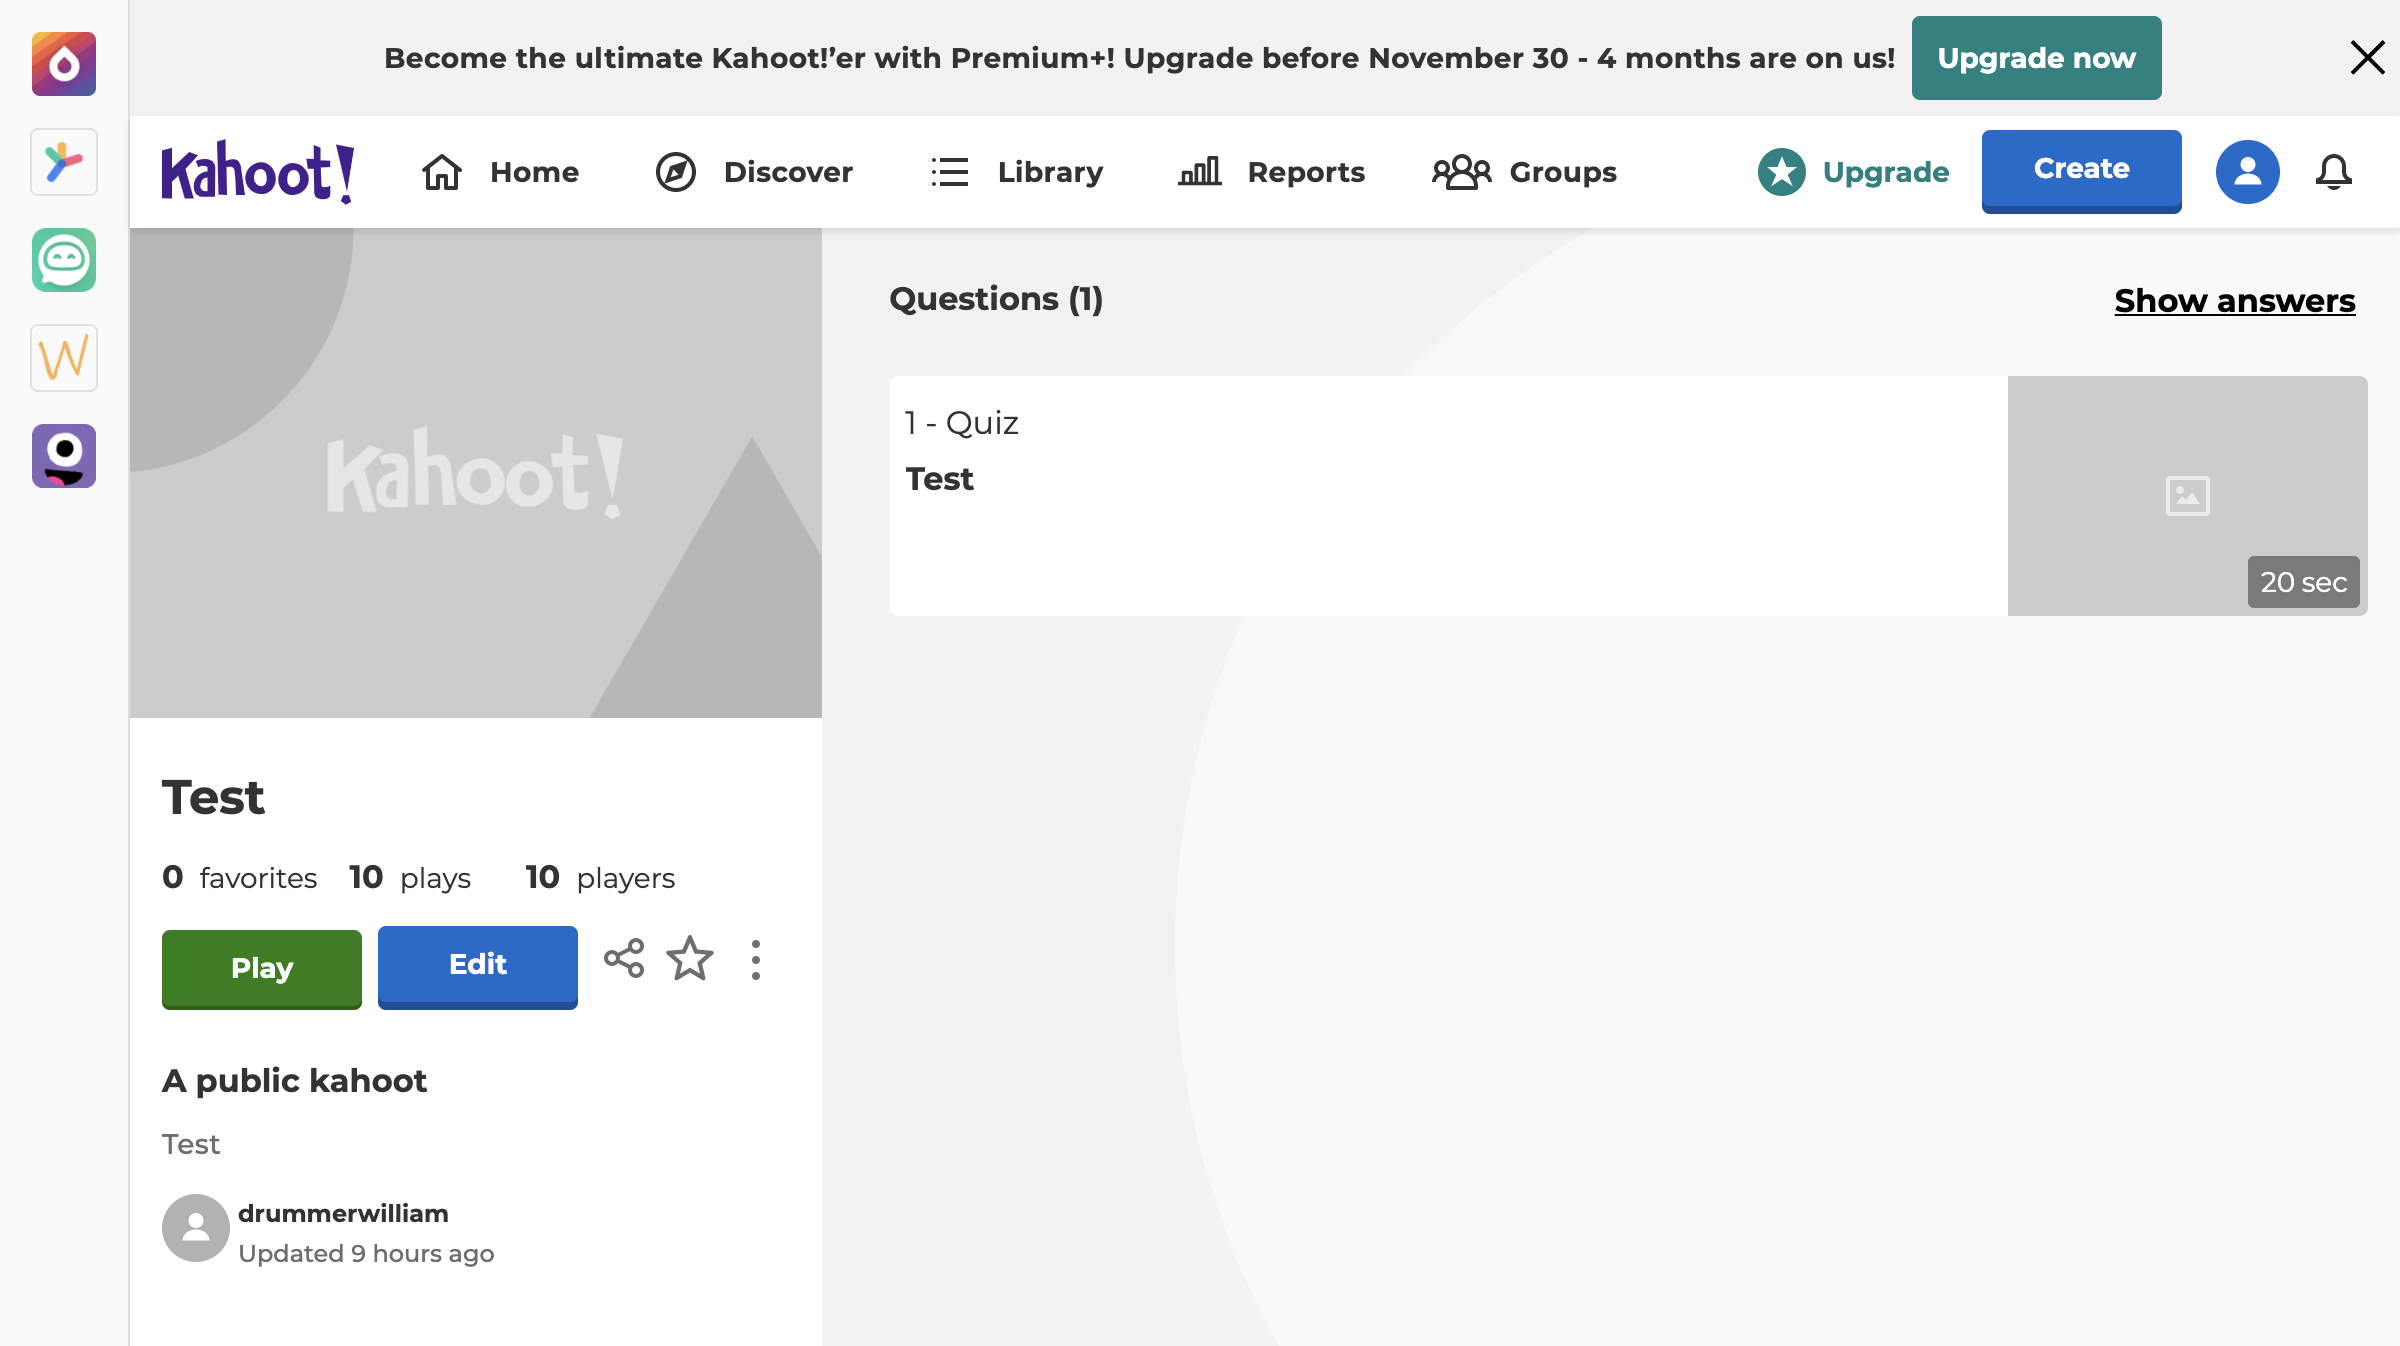 Become the ultimate Kahoot!’er with Premium+! Upgrade before November 30 - 4 months are on us!
Upgrade now
Kahoot!
Home
Discover
Library
Reports
Groups
Upgrade
Create
Kahoot!
Questions (1)
Show answers
1 - Quiz
Test
20 sec
Test
0 favorites
10 plays
10 players
Play
Edit
A public kahoot
Test
drummerwilliam
Updated 9 hours ago